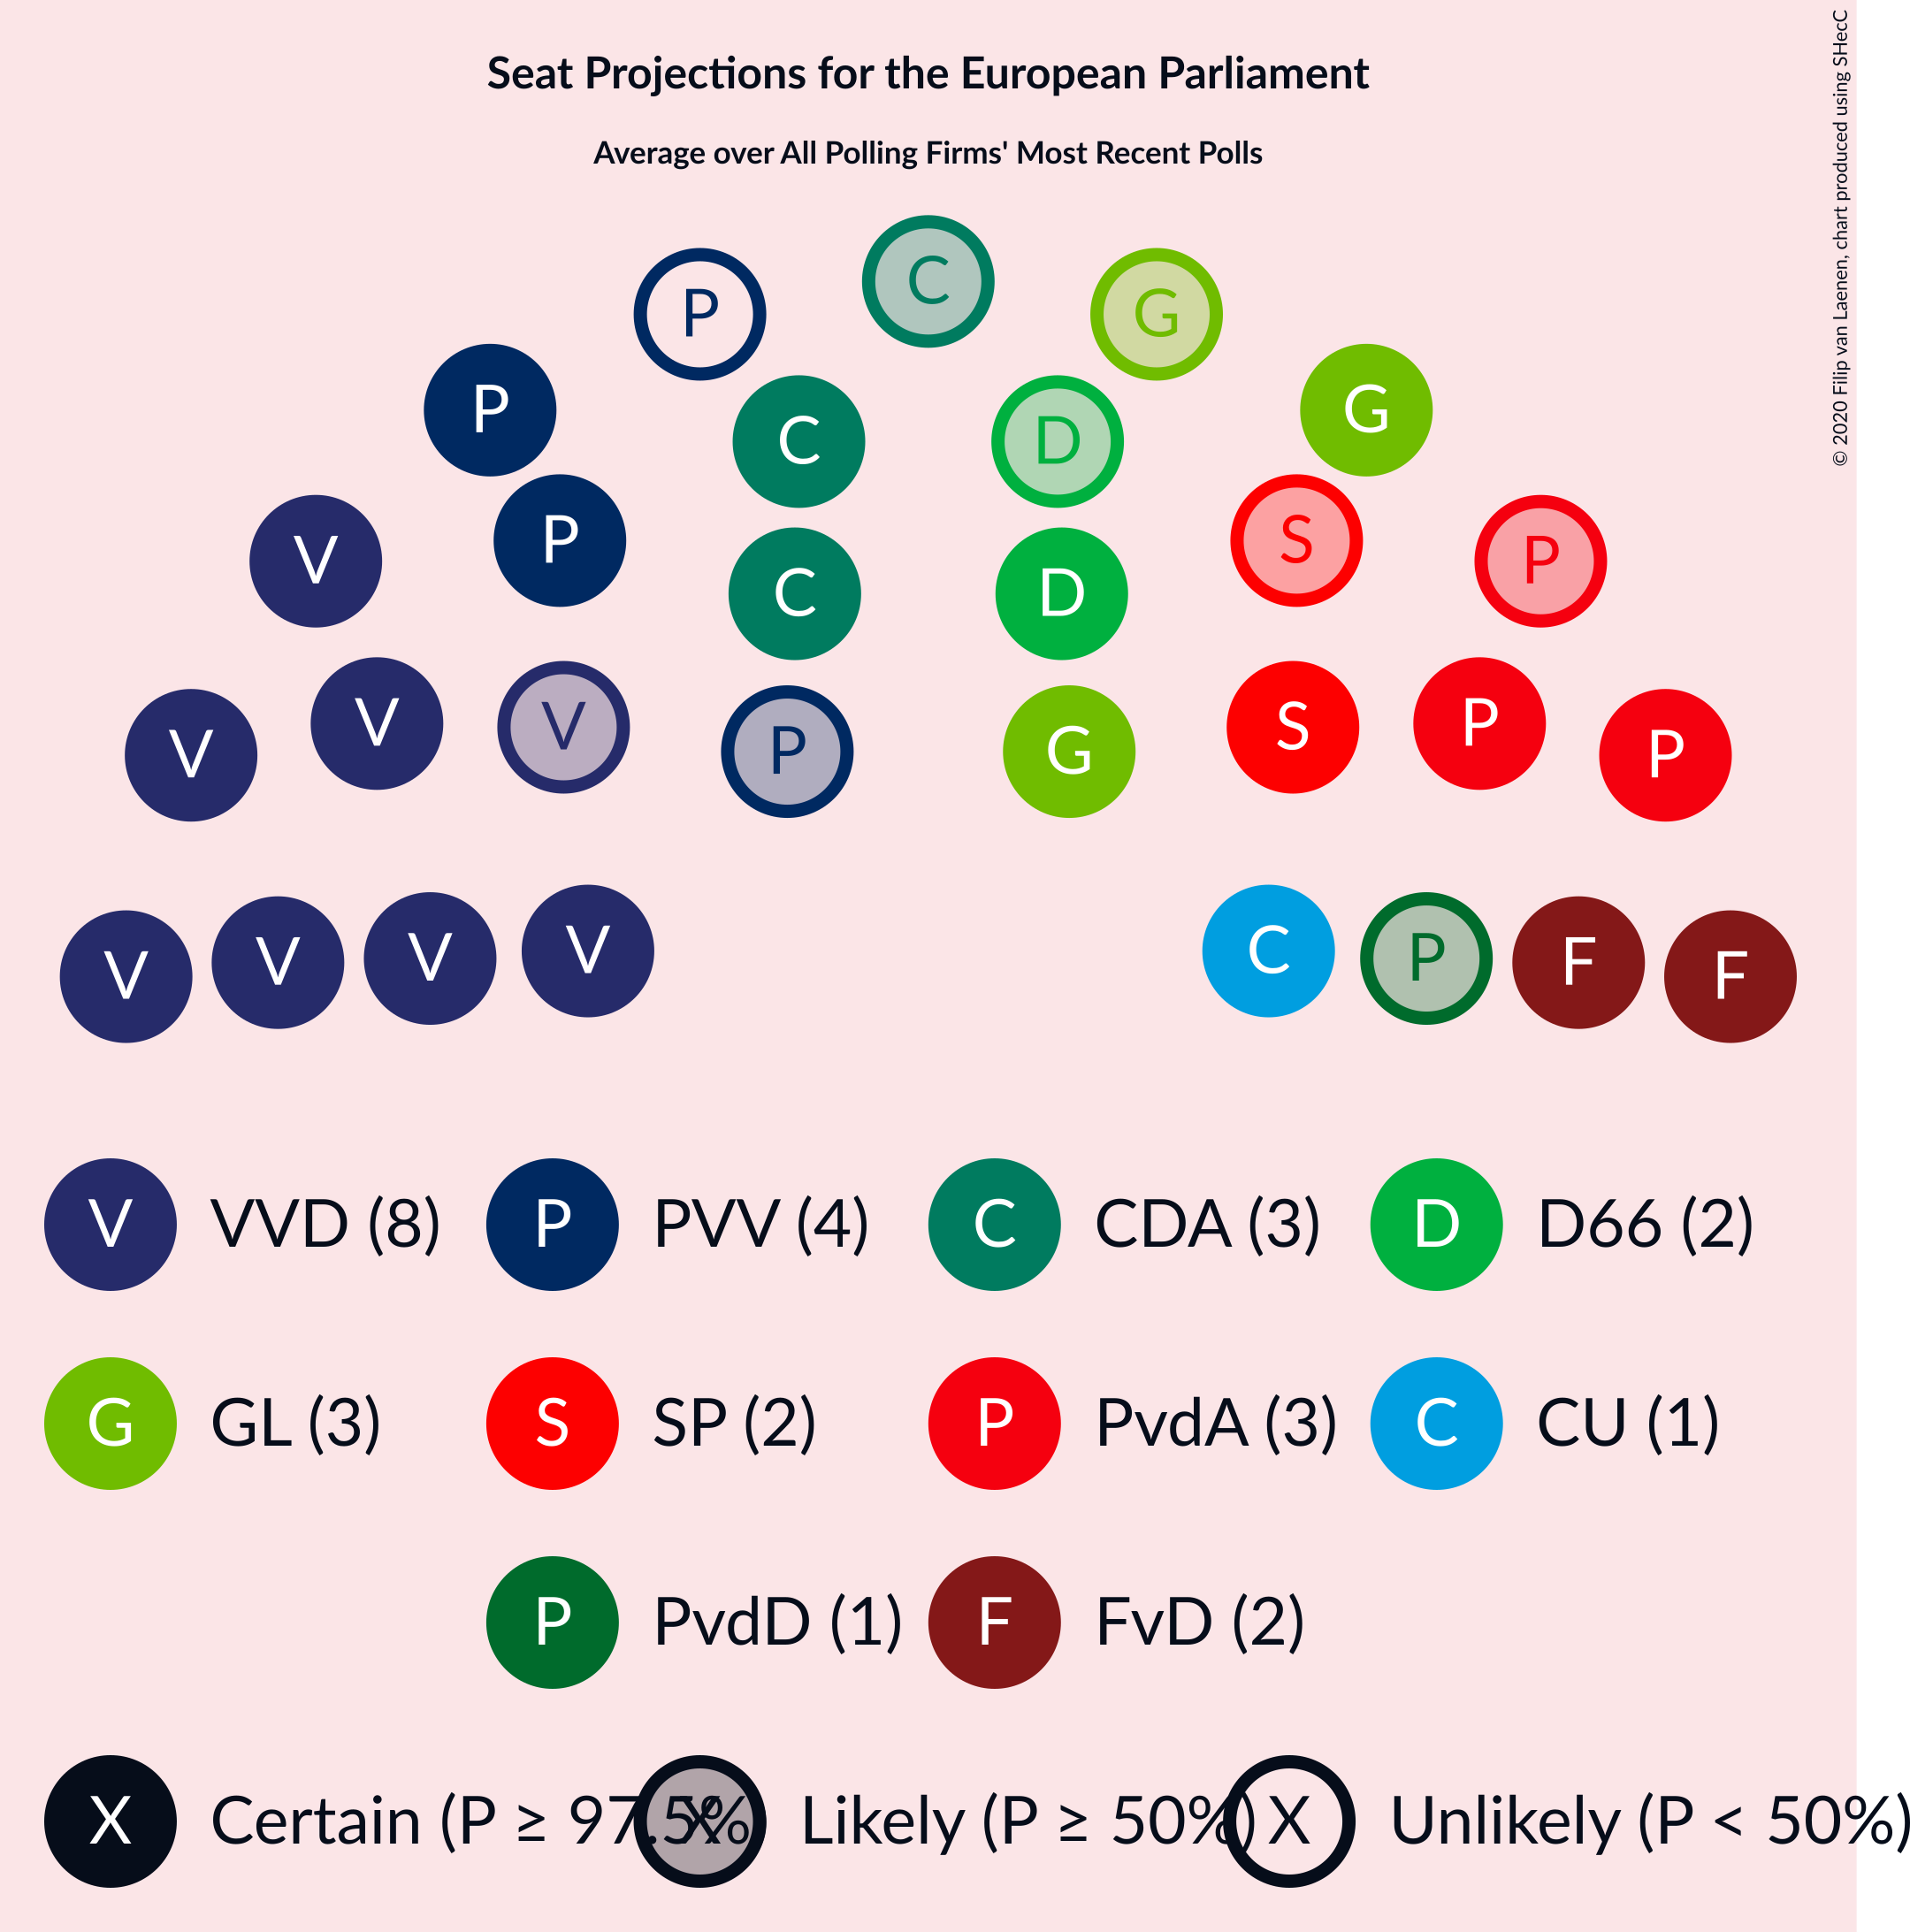 Seat Projections for the European Parliament
Average over All Polling Firms' Most Recent Polls
© 2020 Filip van Laenen, chart produced using SHecC
C
P G
P G
C D
P S
V P
C D
V V V P G S P P
V V V V C P F F
V VVD (8) P PVV (4) C CDA (3) D D66 (2)
G GL (3) S SP (2) P PvdA (3) C CU (1)
P PvdD (1) F FvD (2)
X Certain (P ≥ 97.5% X Likely (P ≥ 50%) X Unlikely (P < 50%)